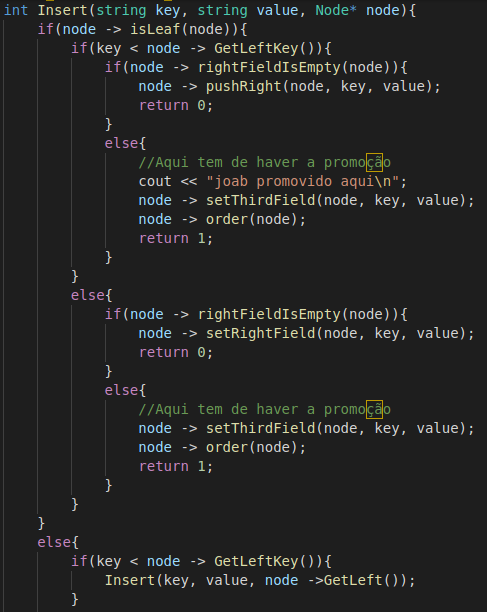 int Insert(string key, string value, Node* node){
if(node -> isLeaf(node)){
if(key < node -> GetLeftKey()){
if(node -> rightFieldIsEmpty(node)){
node -> pushRight(node, key, value);
return 0;
}
else{
//Aqui tem de haver a promoção
cout << "joab promovido aqui\n";
node -> setThirdField(node, key, value);
node -> order(node);
return 1;
}
}
else{
if(node -> rightFieldIsEmpty(node)){
node -> setRightField(node, key, value);
return 0;
}
else{
//Aqui tem de haver a promoção
node -> setThirdField(node, key, value);
node -> order(node);
return 1;
}
}
}
else{
if(key < node -> GetLeftKey()){
Insert(key, value, node ->GetLeft());
}